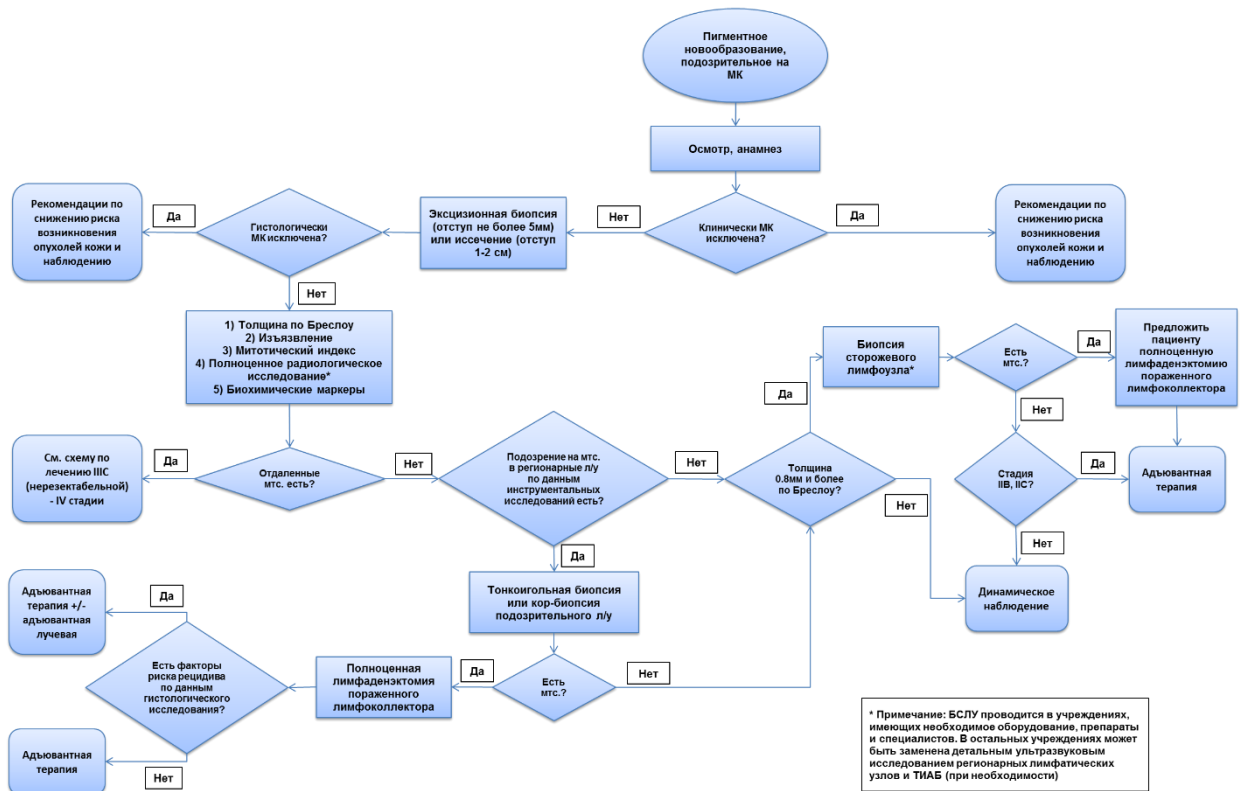 Пигментное
новообразование,
подозрительное на
МК
Осмотр, анамнез
Рекомендации по
снижению риска
возникновения
опухолей кожи и
наблюдению
Да
Гистологически
МК исключена?
Эксцизионная биопсия
(отступ не более 5мм)
или иссечение (отступ
1-2 см)
Нет
Клинически МК
исключена?
Да
Рекомендации по
снижению риска
возникновения
опухолей кожи и
наблюдению
Нет
1) Толщина по Бреслоу
2) Изъязвление
3) Митотический индекс
4) Полноценное радиологическое
исследование*
5) Биохимические маркеры
Биопсия
сторожевого
лимфоузла*
Есть
мтс.?
Да
Предложить
пациенту
полноценную
лимфаденэктомию
пораженного
лимфоколлектора
Да
Нет
См. схему по
лечению IIIC
(нерезектабельной)
- IV стадии
Да
Отдаленные
мтс. есть?
Нет
Подозрение на мтс.
в регионарные л/у
по данным
инструментальных
исследований есть?
Нет
Толщина
0.8мм и более
по Бреслоу?
Нет
Стадия
IIB, IIC?
Да
Адъювантная
терапия
Нет
Да
Тонкоигольная биопсия
или кор-биопсия
подозрительного л/у
Динамическое
наблюдение
Адъювантная
терапия +/-
адъювантная
лучевая
Да
Есть факторы
риска рецидива
по данным
гистологического
исследования?
Полноценная
лимфаденэктомия
пораженного
лимфоколлектора
Да
Есть
мтс.?
Нет
Адъювантная
терапия
Нет
* Примечание: БСЛУ проводится в учреждениях,
имеющих необходимое оборудование, препараты
и специалистов. В остальных учреждениях может
быть заменена детальным ультразвуковым
исследованием регионарных лимфатических
узлов и ТИАБ (при необходимости)